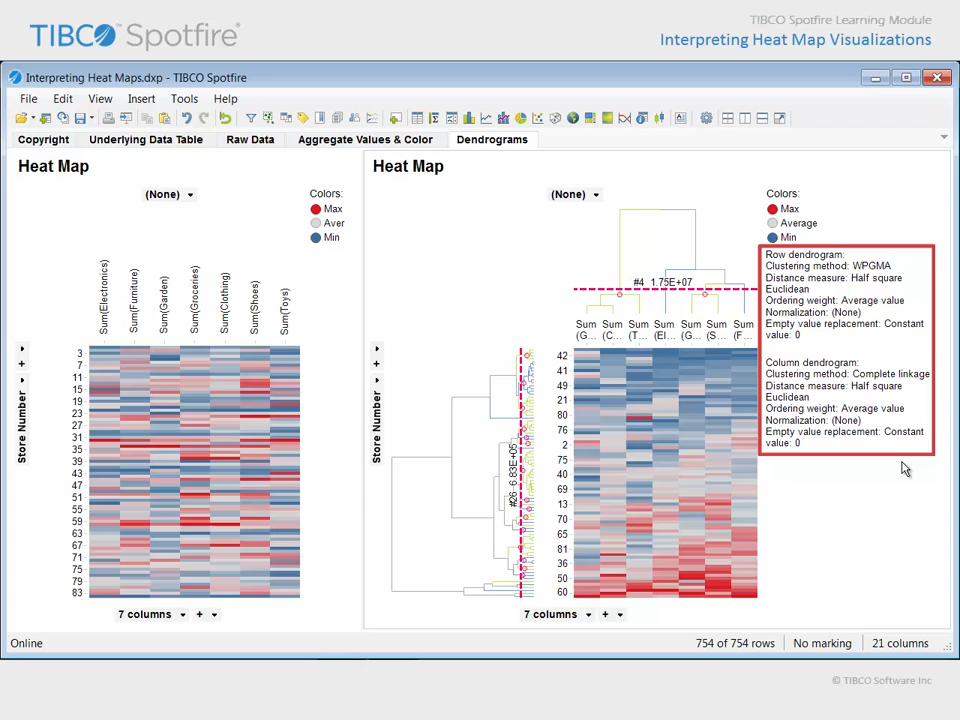 TIBCO Spotfire®
TIBCO Spotfire Learning Module
Interpreting Heat Map Visualizations
Interpreting Heat Maps.dxp - TIBCO Spotfire
File Edit View Insert Tools Help
Copyright Underlying Data Table Raw Data Aggregate Values & Color Dendrograms
Heat Map
(None)
Colors:
Max
Aver
Min
Sum(Electronics)
Sum(Furniture)
Sum(Garden)
Sum(Groceries)
Sum(Clothing)
Sum(Shoes)
Sum(Toys)
Store Number
3
7
11
15
19
23
27
31
35
39
43
47
51
55
59
63
67
71
75
79
83
7 columns
Heat Map
(None)
Colors:
Max
Average
Min
#4 1.75E+07
Sum Sum Sum Sum Sum Sum Sum
(G... (C... (T... (El... (G... (S... (F...
#26 6.83E+05
Store Number
42
41
49
21
80
76
2
75
40
69
13
70
65
81
36
50
60
7 columns
Row dendrogram:
Clustering method: WPGMA
Distance measure: Half square
Euclidean
Ordering weight: Average value
Normalization: (None)
Empty value replacement: Constant
value: 0
Column dendrogram:
Clustering method: Complete linkage
Distance measure: Half square
Euclidean
Ordering weight: Average value
Normalization: (None)
Empty value replacement: Constant
value: 0
Online
754 of 754 rows
No marking
21 columns
© TIBCO Software Inc